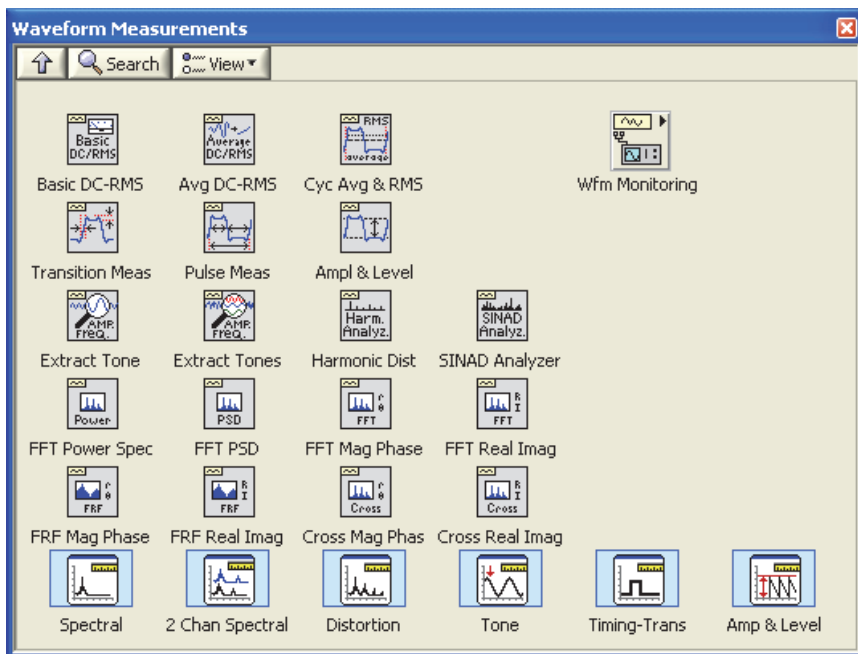 Waveform Measurements
Search View
Basic DC/RMS Average DC/RMS RMS average
Basic DC-RMS Avg DC-RMS Cyc Avg & RMS Wfm Monitoring
Transition Meas Pulse Meas Ampl & Level
AMP. FREQ. AMP. FREQ. Harm. Analyz. SINAD Analyz.
Extract Tone Extract Tones Harmonic Dist SINAD Analyzer
Power PSD r θ FFT R I FFT
FFT Power Spec FFT PSD FFT Mag Phase FFT Real Imag
r θ FRF R I FRF r θ Cross R I Cross
FRF Mag Phase FRF Real Imag Cross Mag Phas Cross Real Imag
Spectral 2 Chan Spectral Distortion Tone Timing-Trans Amp & Level